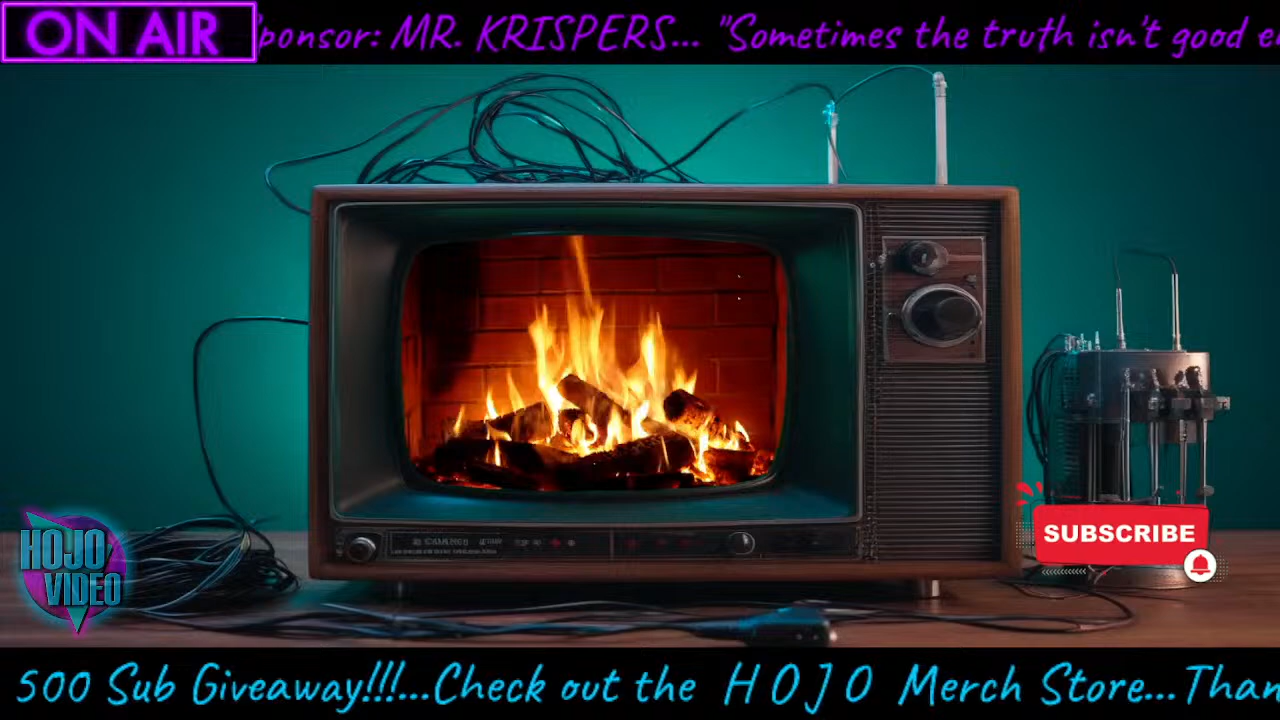 ON AIR
ponsor: MR. KRISPERS... "Sometimes the truth isn't good e
HOJO
VIDEO
SUBSCRIBE
500 Sub Giveaway!!!...Check out the HOJO Merch Store...Than